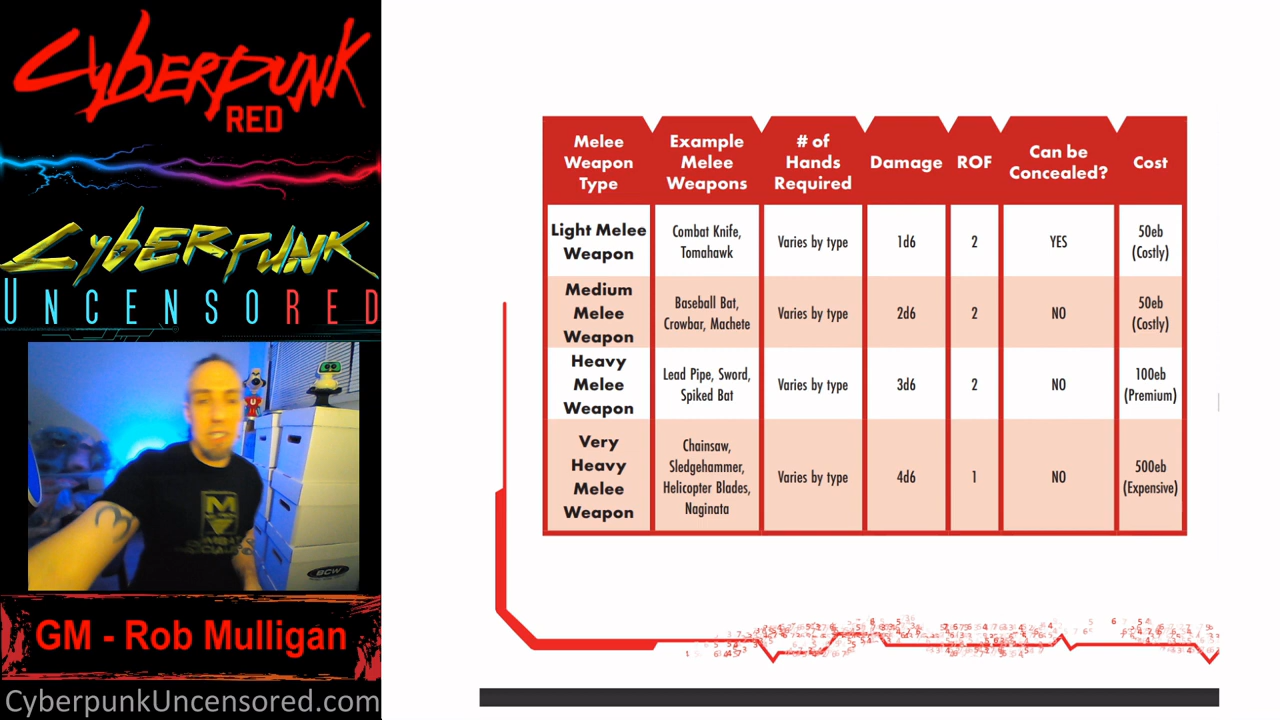 Cyberpunk
RED
Cyberpunk
UNCENSORED
M
BCW
GM - Rob Mulligan
CyberpunkUncensored.com
Melee
Weapon
Type
Example
Melee
Weapons
# of
Hands
Required
Damage
ROF
Can be
Concealed?
Cost
Light Melee
Weapon
Combat Knife,
Tomahawk
Varies by type
1d6
2
YES
50eb
(Costly)
Medium
Melee
Weapon
Baseball Bat,
Crowbar, Machete
Varies by type
2d6
2
NO
50eb
(Costly)
Heavy
Melee
Weapon
Lead Pipe, Sword,
Spiked Bat
Varies by type
3d6
2
NO
100eb
(Premium)
Very
Heavy
Melee
Weapon
Chainsaw,
Sledgehammer,
Helicopter Blades,
Naginata
Varies by type
4d6
1
NO
500eb
(Expensive)